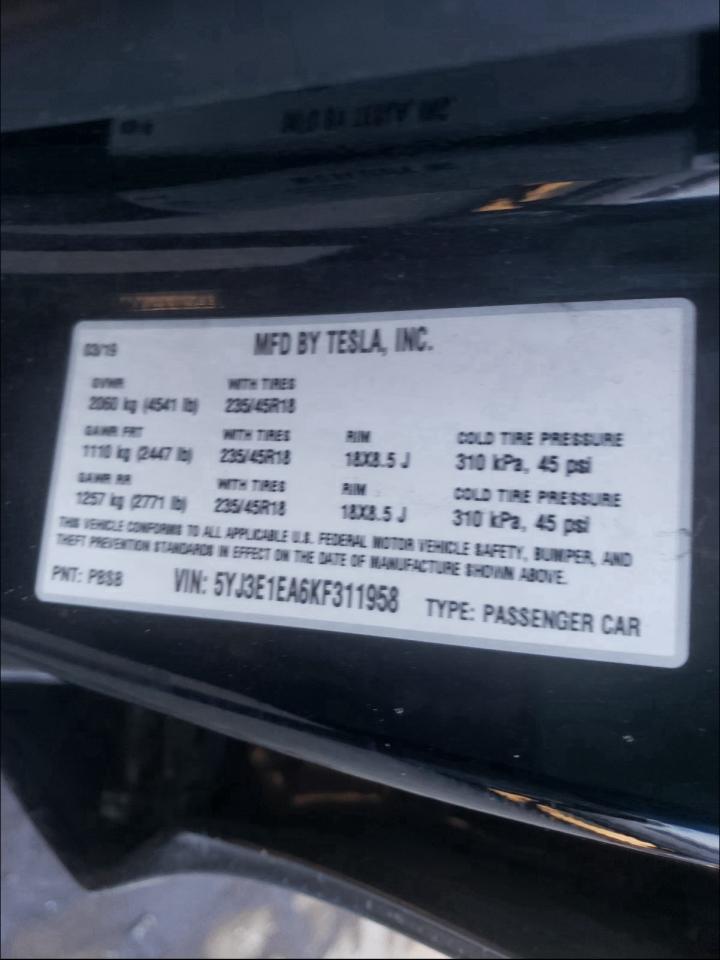 03/19 MFD BY TESLA, INC.
GVWR WITH TIRES
2060 kg (4541 lb) 235/45R18
GAWR FRT WITH TIRES RIM COLD TIRE PRESSURE
1110 kg (2447 lb) 235/45R18 18X8.5 J 310 kPa, 45 psi
GAWR RR WITH TIRES RIM COLD TIRE PRESSURE
1257 kg (2771 lb) 235/45R18 18X8.5 J 310 kPa, 45 psi
THIS VEHICLE CONFORMS TO ALL APPLICABLE U.S. FEDERAL MOTOR VEHICLE SAFETY, BUMPER, AND
THEFT PREVENTION STANDARDS IN EFFECT ON THE DATE OF MANUFACTURE SHOWN ABOVE.
PNT: PBSB VIN: 5YJ3E1EA6KF311958 TYPE: PASSENGER CAR